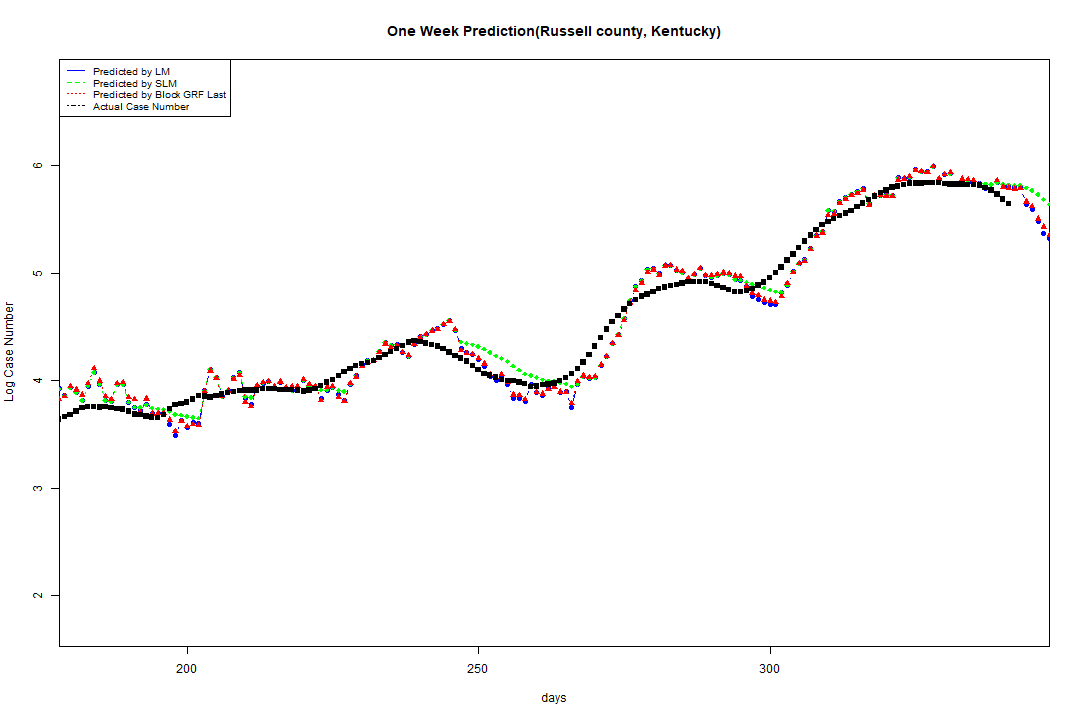 One Week Prediction(Russell county, Kentucky)
Predicted by LM
Predicted by SLM
Predicted by Block GRF Last
Actual Case Number
Log Case Number
6
5
4
3
2
200
250
300
days